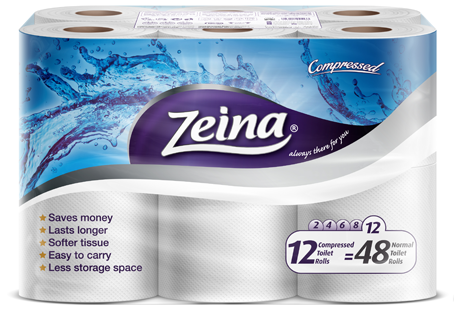 Compressed
Zeina®
always there for you
Saves money
Lasts longer
Softer tissue
Easy to carry
Less storage space
2 4 6 8 12
12 Compressed Toilet Rolls =48 Normal Toilet Rolls